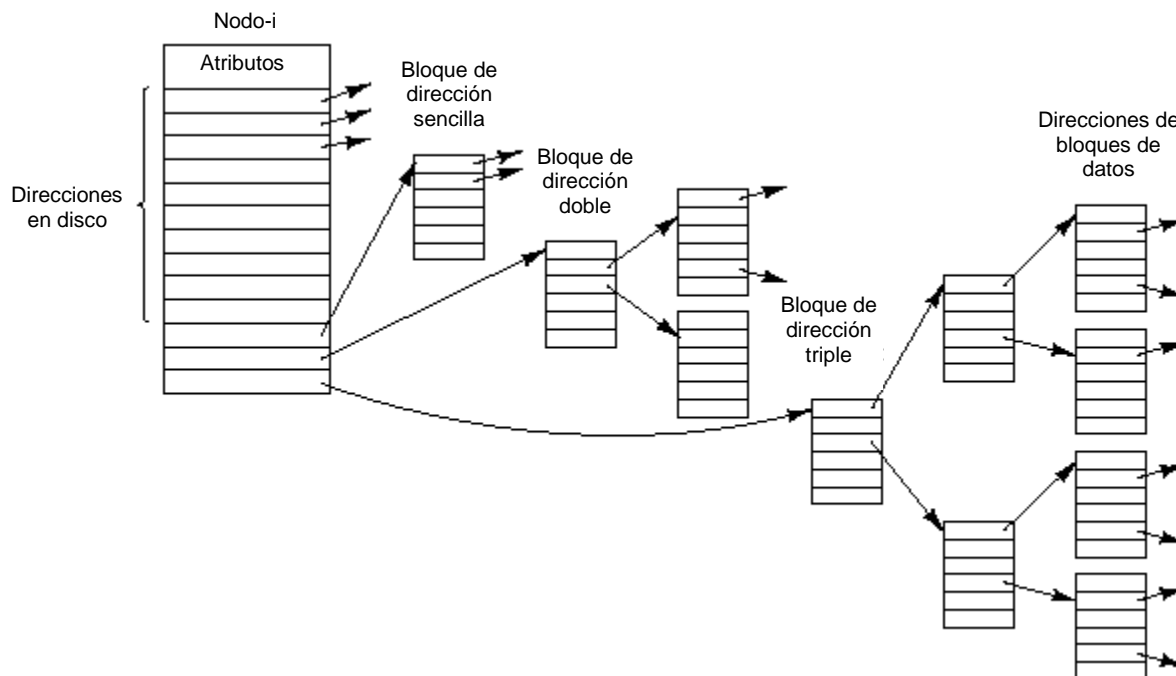 Nodo-i
Atributos
Direcciones
en disco
Bloque de
dirección
sencilla
Bloque de
dirección
doble
Bloque de
dirección
triple
Direcciones de
bloques de
datos